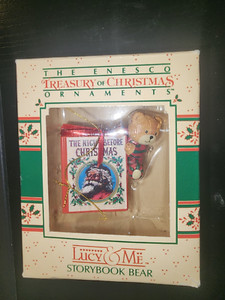 THE ENESCO
TREASURY OF CHRISTMAS
ORNAMENTS
THE NIGHT BEFORE
CHRISTMAS
Lucy & Me
STORYBOOK BEAR